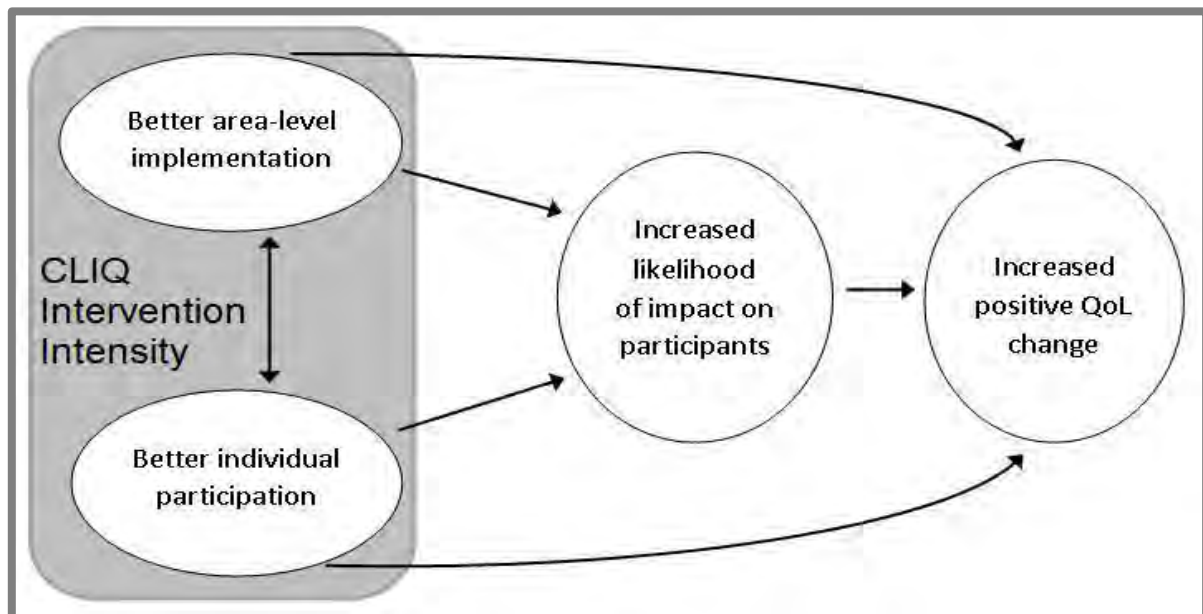 Better area-level
implementation
CLIQ
Intervention
Intensity
Better individual
participation
Increased
likelihood
of impact on
participants
Increased
positive QoL
change